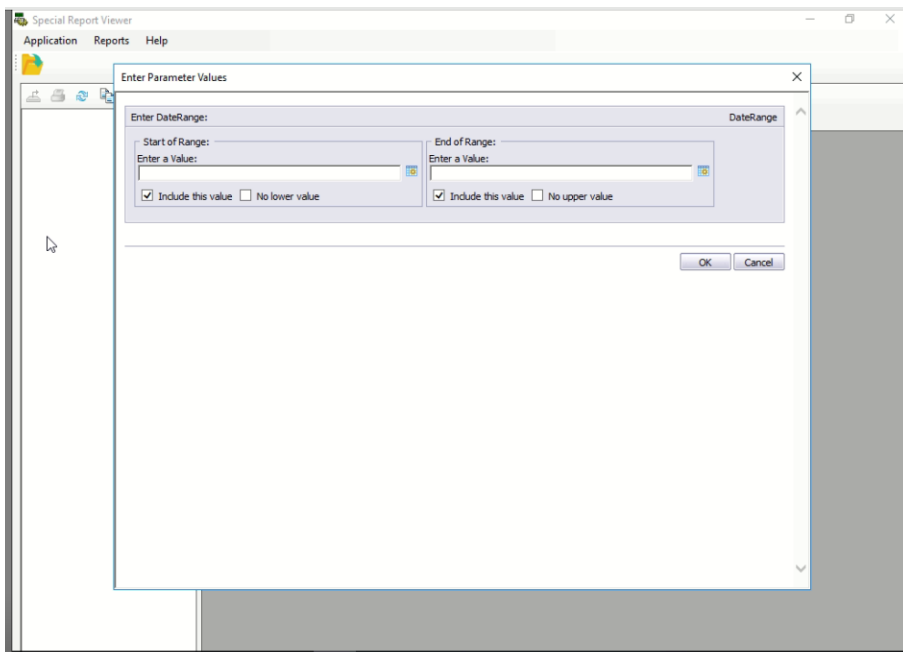 Special Report Viewer
Application Reports Help
Enter Parameter Values
Enter DateRange: DateRange
Start of Range: End of Range:
Enter a Value: Enter a Value:
Include this value No lower value Include this value No upper value
OK Cancel